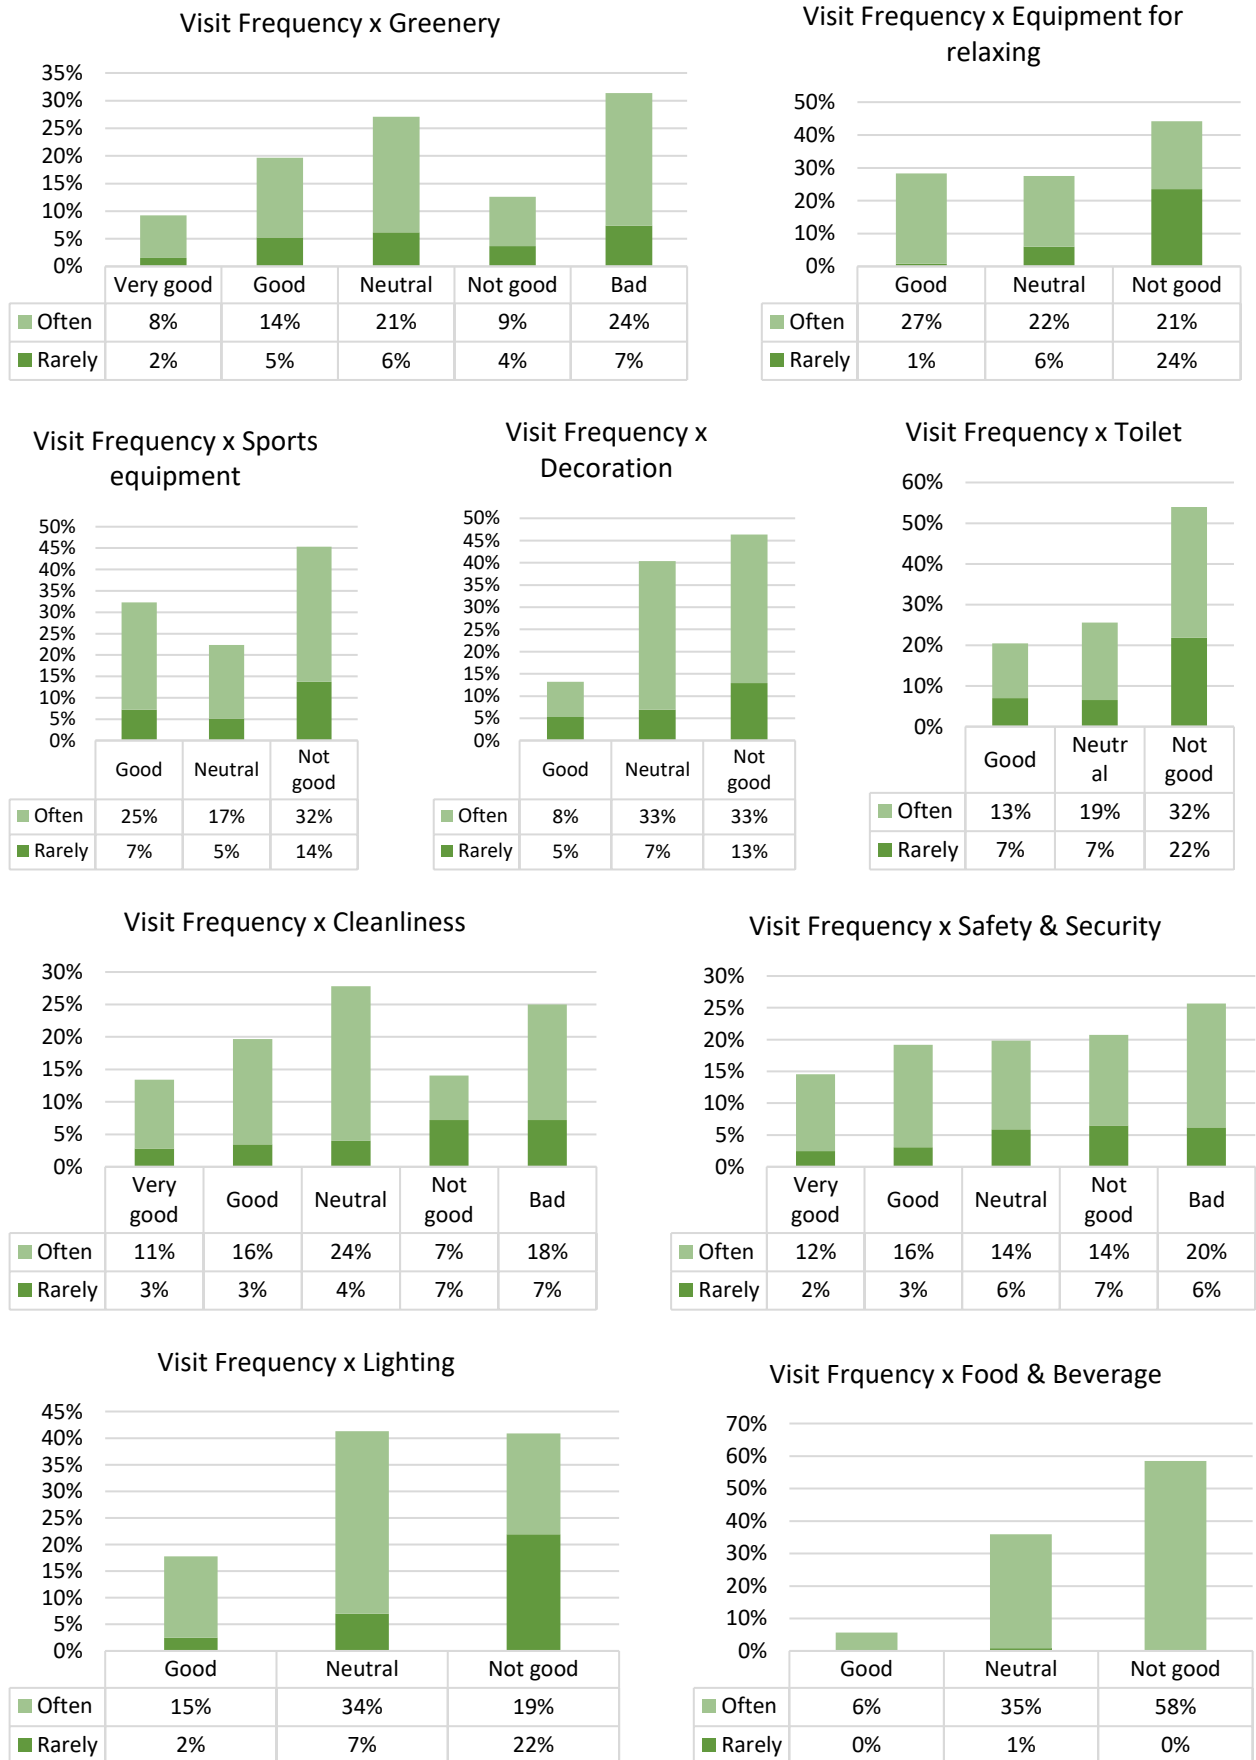 Visit Frequency x Greenery
35%
30%
25%
20%
15%
10%
5%
0%
Very good Good Neutral Not good Bad
Often 8% 14% 21% 9% 24%
Rarely 2% 5% 6% 4% 7%
Visit Frequency x Equipment for
relaxing
50%
40%
30%
20%
10%
0%
Good Neutral Not good
Often 27% 22% 21%
Rarely 1% 6% 24%
Visit Frequency x Sports
equipment
50%
45%
40%
35%
30%
25%
20%
15%
10%
5%
0%
Good Neutral Not
good
Often 25% 17% 32%
Rarely 7% 5% 14%
Visit Frequency x
Decoration
50%
45%
40%
35%
30%
25%
20%
15%
10%
5%
0%
Good Neutral Not
good
Often 8% 33% 33%
Rarely 5% 7% 13%
Visit Frequency x Toilet
60%
50%
40%
30%
20%
10%
0%
Good Neutr
al Not
good
Often 13% 19% 32%
Rarely 7% 7% 22%
Visit Frequency x Cleanliness
30%
25%
20%
15%
10%
5%
0%
Very
good Good Neutral Not
good Bad
Often 11% 16% 24% 7% 18%
Rarely 3% 3% 4% 7% 7%
Visit Frequency x Safety & Security
30%
25%
20%
15%
10%
5%
0%
Very
good Good Neutral Not
good Bad
Often 12% 16% 14% 14% 20%
Rarely 2% 3% 6% 7% 6%
Visit Frequency x Lighting
45%
40%
35%
30%
25%
20%
15%
10%
5%
0%
Good Neutral Not good
Often 15% 34% 19%
Rarely 2% 7% 22%
Visit Frquency x Food & Beverage
70%
60%
50%
40%
30%
20%
10%
0%
Good Neutral Not good
Often 6% 35% 58%
Rarely 0% 1% 0%